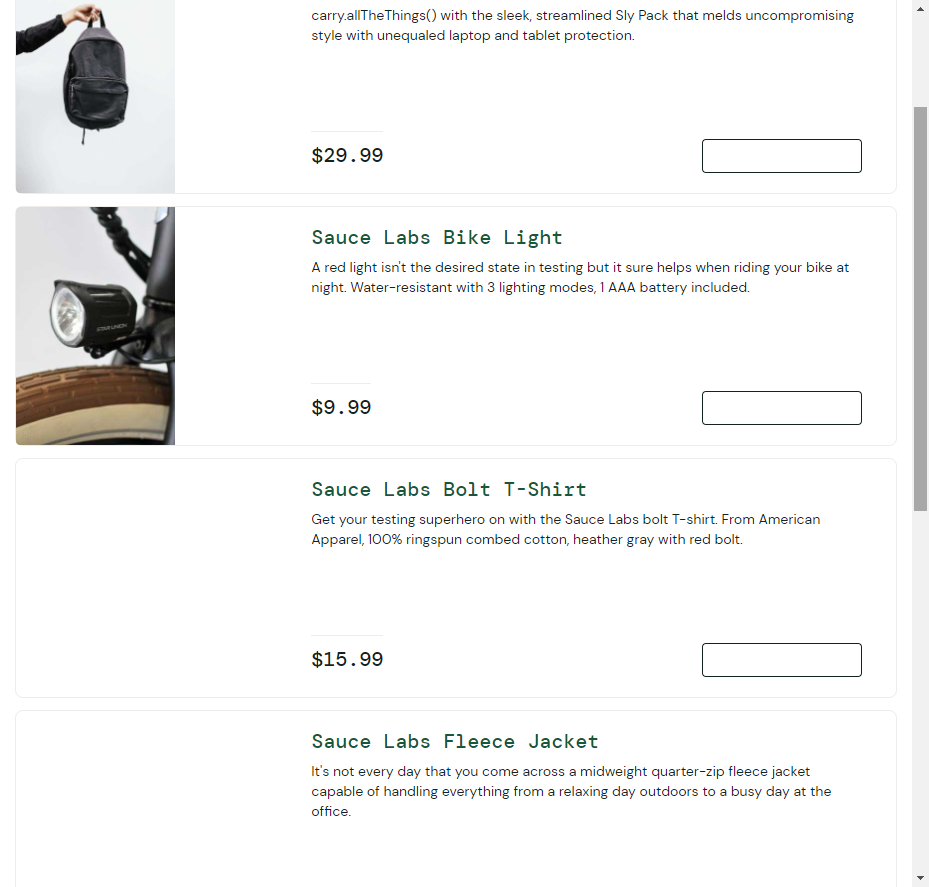 carry.allTheThings() with the sleek, streamlined Sly Pack that melds uncompromising
style with unequaled laptop and tablet protection.
$29.99
Sauce Labs Bike Light
A red light isn't the desired state in testing but it sure helps when riding your bike at
night. Water-resistant with 3 lighting modes, 1 AAA battery included.
$9.99
Sauce Labs Bolt T-Shirt
Get your testing superhero on with the Sauce Labs bolt T-shirt. From American
Apparel, 100% ringspun combed cotton, heather gray with red bolt.
$15.99
Sauce Labs Fleece Jacket
It's not every day that you come across a midweight quarter-zip fleece jacket
capable of handling everything from a relaxing day outdoors to a busy day at the
office.